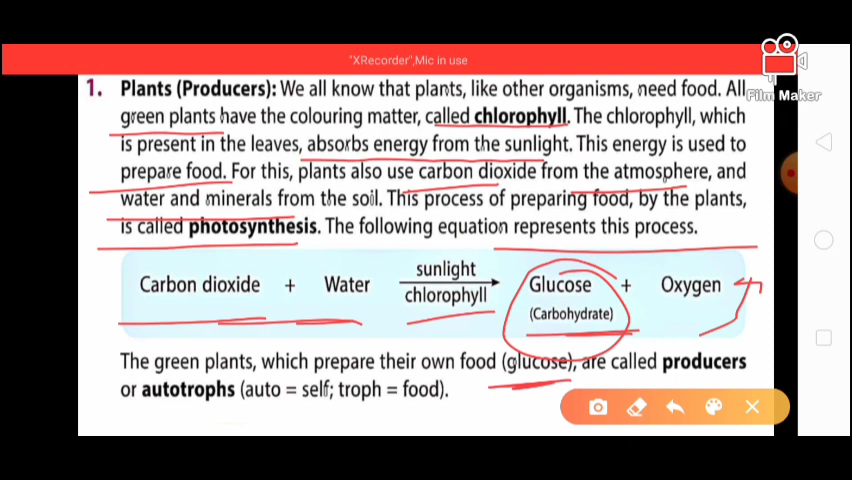 "XRecorder",Mic in use
Film Maker
1. Plants (Producers): We all know that plants, like other organisms, need food. All
green plants have the colouring matter, called chlorophyll. The chlorophyll, which
is present in the leaves, absorbs energy from the sunlight. This energy is used to
prepare food. For this, plants also use carbon dioxide from the atmosphere, and
water and minerals from the soil. This process of preparing food, by the plants,
is called photosynthesis. The following equation represents this process.
sunlight
Carbon dioxide + Water Glucose + Oxygen
chlorophyll
(Carbohydrate)
The green plants, which prepare their own food (glucose), are called producers
or autotrophs (auto = self; troph = food).